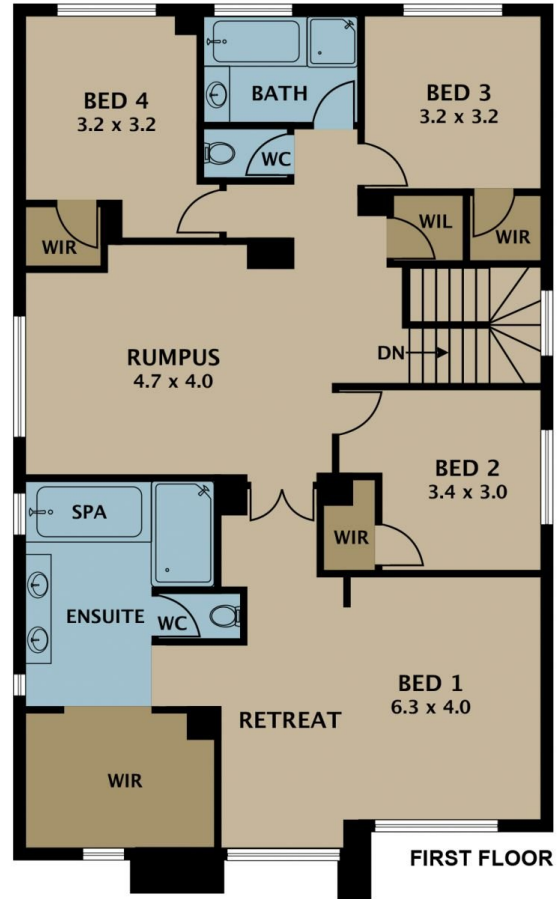 BED 4
3.2 x 3.2
BATH
BED 3
3.2 x 3.2
WC
WIR
WIL
WIR
RUMPUS
4.7 x 4.0
DN
BED 2
3.4 x 3.0
SPA
WIR
ENSUITE
WC
BED 1
6.3 x 4.0
RETREAT
WIR
FIRST FLOOR